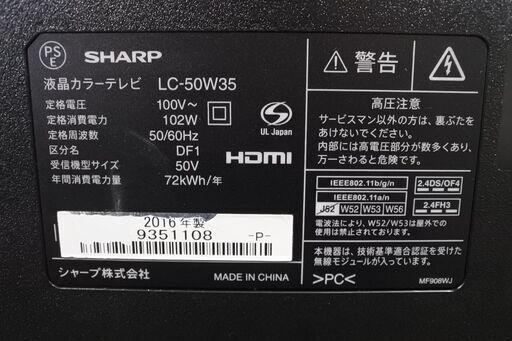 PS
E
SHARP
液晶カラーテレビ LC-50W35
定格電圧 100V~
定格消費電力 102W
定格周波数 50/60Hz
区分名 DF1
受信機型サイズ 50V
年間消費電力量 72kWh/年
UL Japan
HDMI
2016年製
9351108 -P-
シャープ株式会社
MADE IN CHINA
警告
高圧注意
サービスマン以外の方は、裏ぶたを
あけないでください。
内部には高電圧部分が数多くあり、
万一さわると危険です。
IEEE802.11b/g/n
2.4DS/OF4
IEEE802.11a/n
J52 W52 W53 W56
2.4FH3
電波法により、W52/W53は屋外での
使用は禁止されています。
本機器は、技術基準適合認証を受けた
無線モジュールが入っています。
>PC<
MF908WJ